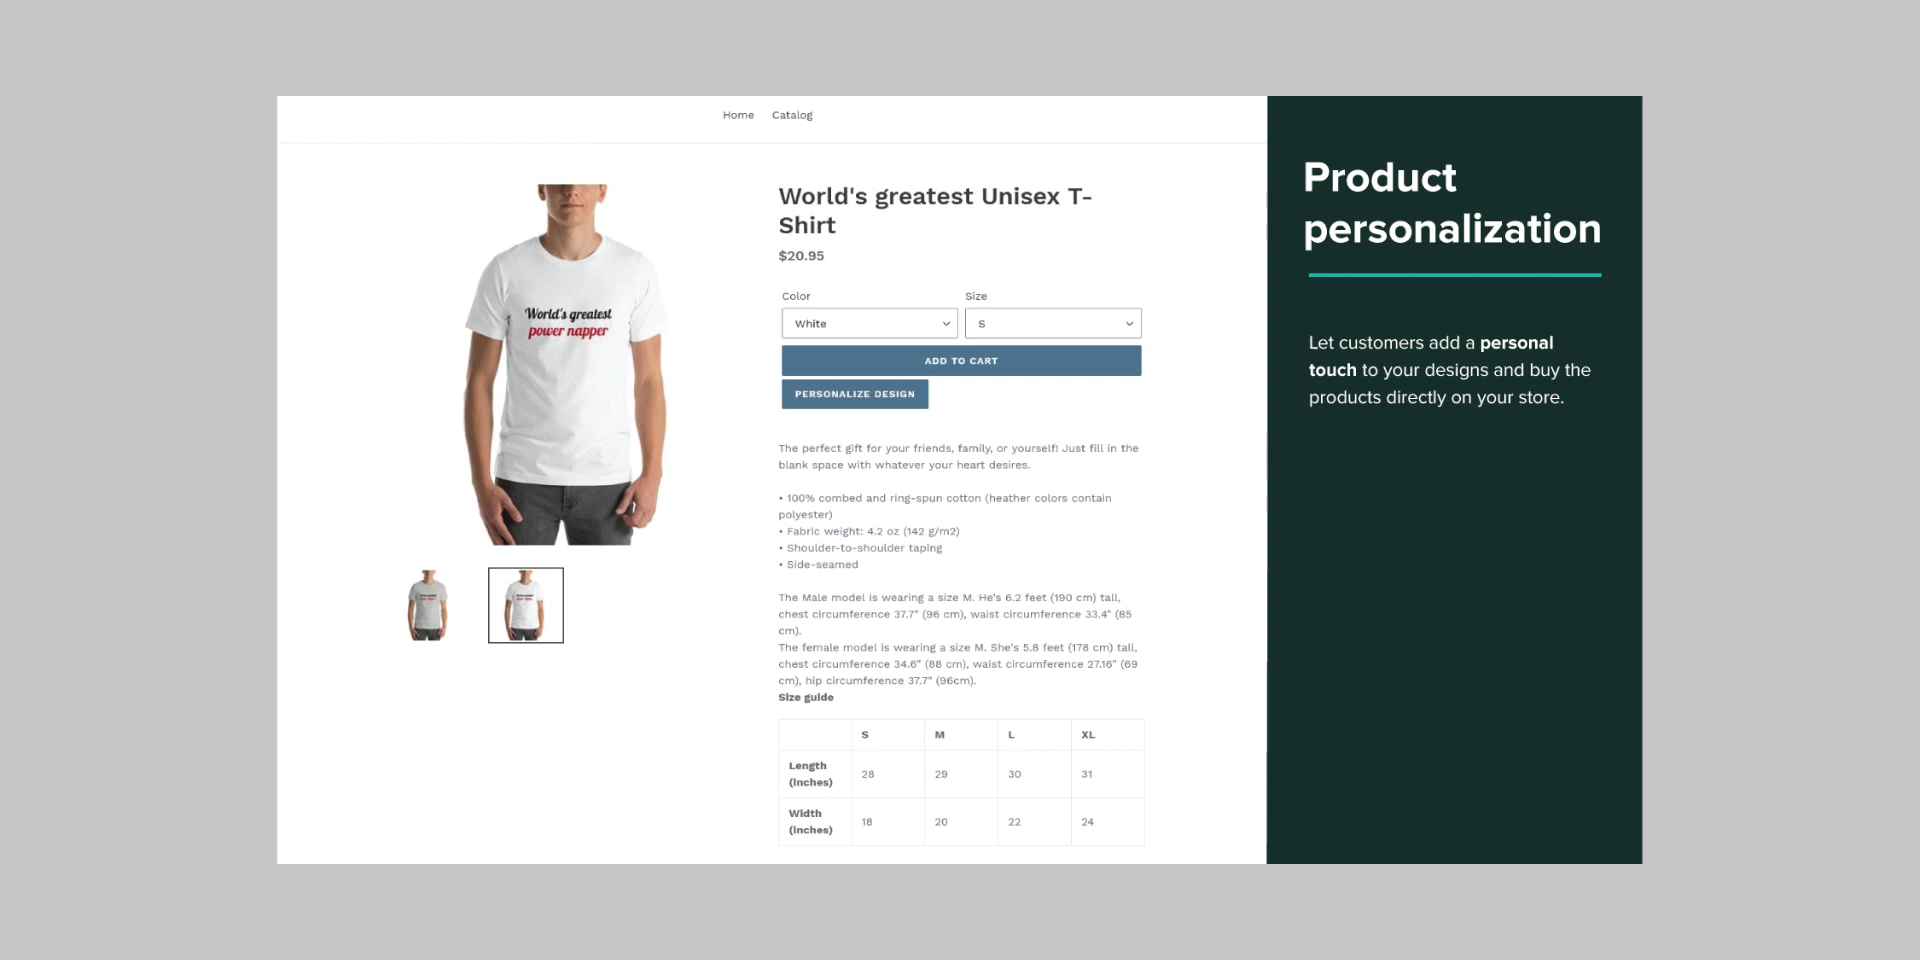 Home Catalog
World's greatest
power napper
World's greatest Unisex T-
Shirt
$20.95
Color Size
White S
ADD TO CART
PERSONALIZE DESIGN
The perfect gift for your friends, family, or yourself! Just fill in the
blank space with whatever your heart desires.
• 100% combed and ring-spun cotton (heather colors contain
polyester)
• Fabric weight: 4.2 oz (142 g/m2)
• Shoulder-to-shoulder taping
• Side-seamed
The Male model is wearing a size M. He's 6.2 feet (190 cm) tall,
chest circumference 37.7" (96 cm), waist circumference 33.4" (85
cm).
The female model is wearing a size M. She's 5.8 feet (178 cm) tall,
chest circumference 34.6" (88 cm), waist circumference 27.16" (69
cm), hip circumference 37.7" (96cm).
Size guide
S M L XL
Length
(inches)
28 29 30 31
Width
(inches)
18 20 22 24
Product
personalization
Let customers add a personal
touch to your designs and buy the
products directly on your store.